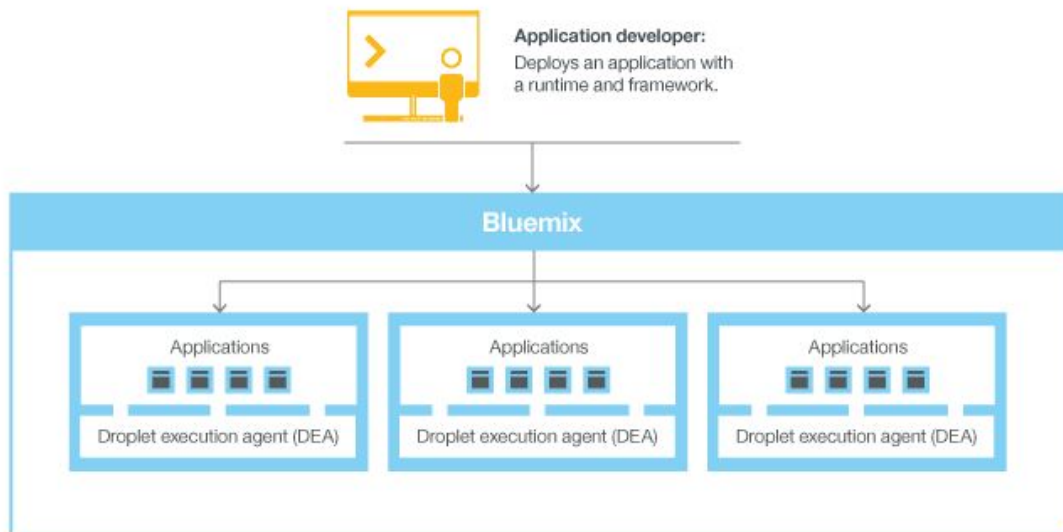 Application developer:
Deploys an application with
a runtime and framework.
Bluemix
Applications
Applications
Applications
Droplet execution agent (DEA)
Droplet execution agent (DEA)
Droplet execution agent (DEA)